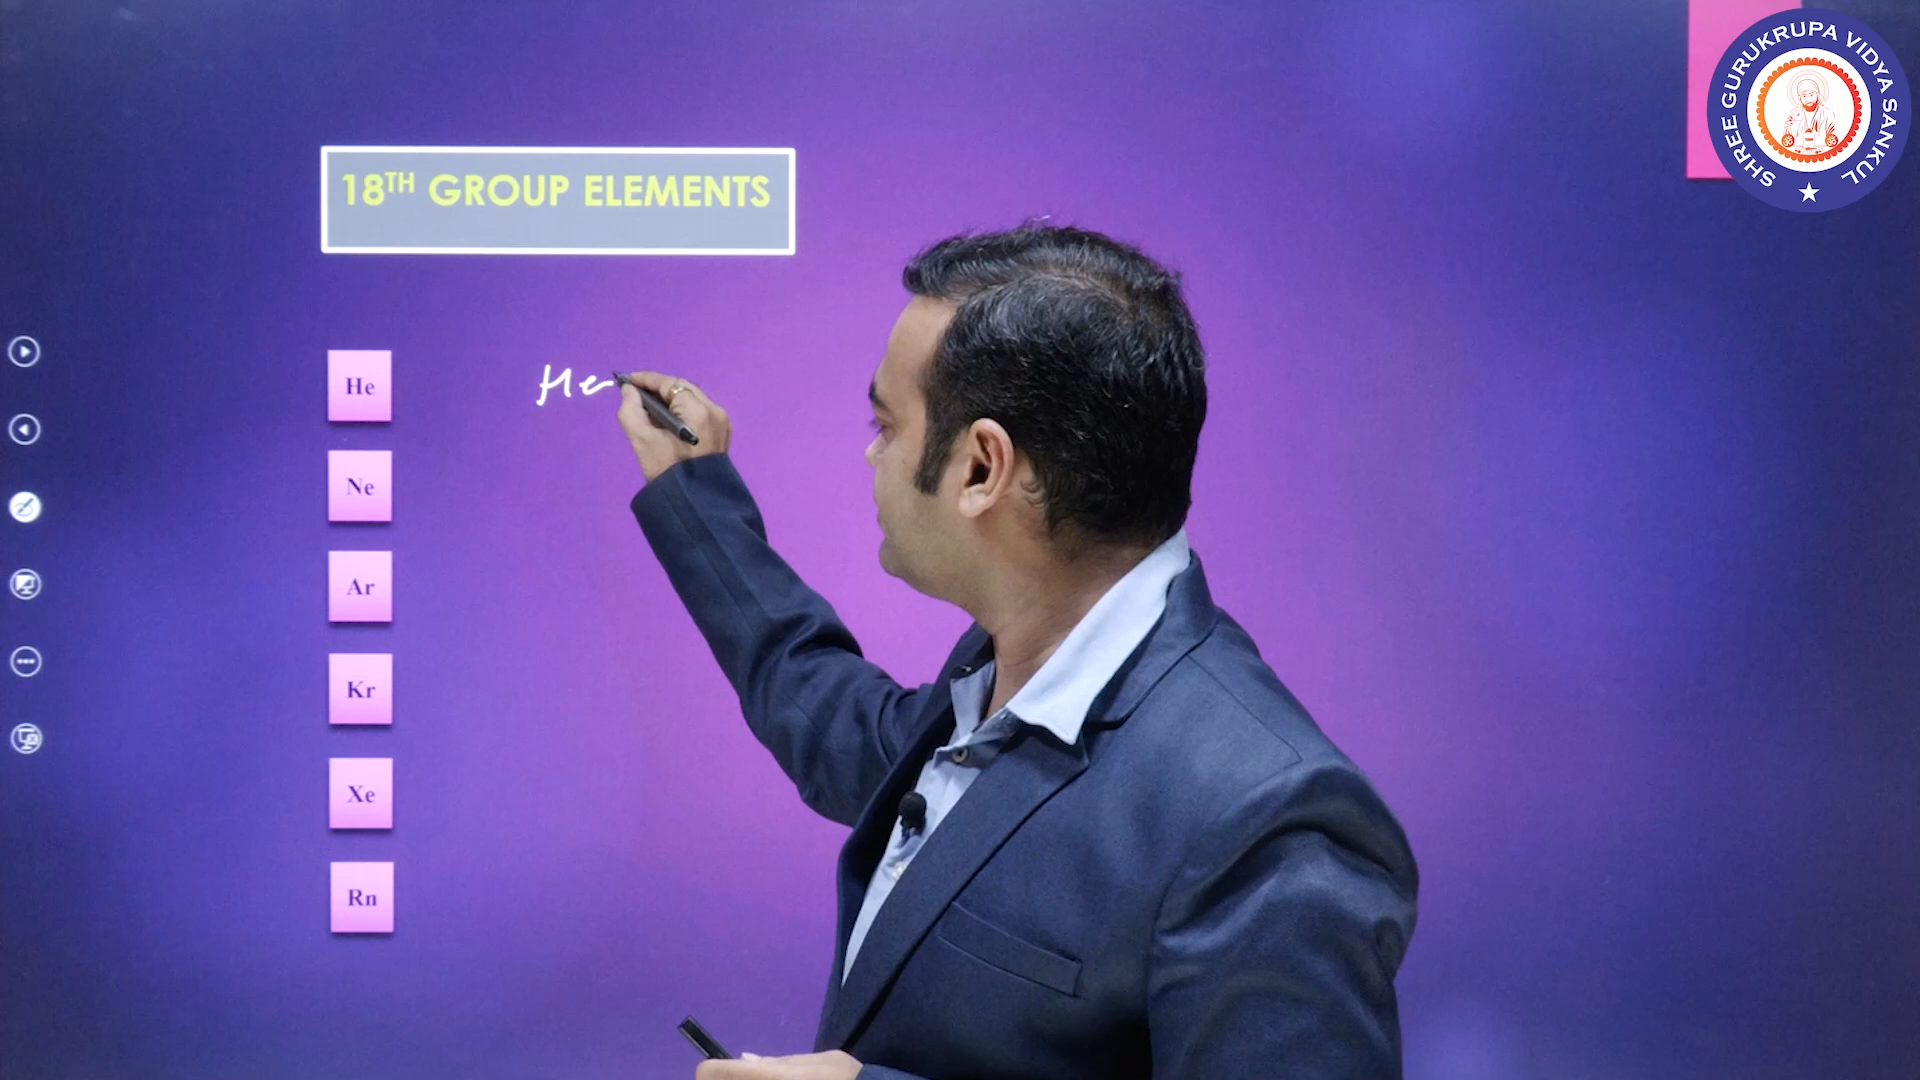 18TH GROUP ELEMENTS
He
He
Ne
Ar
Kr
Xe
Rn
SHREE GURUKRUPA VIDYA SANKUL